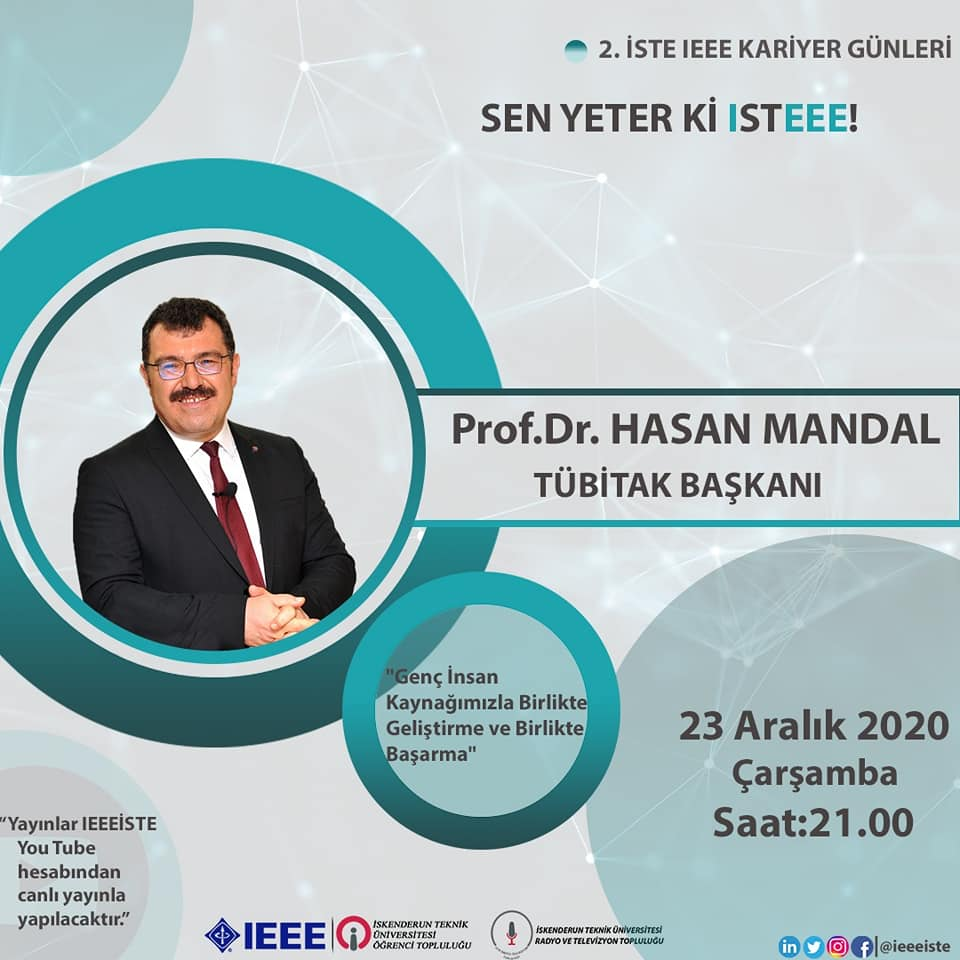 2. İSTE IEEE KARİYER GÜNLERİ
SEN YETER Kİ ISTEEE!
Prof.Dr. HASAN MANDAL
TÜBİTAK BAŞKANI
"Genç İnsan
Kaynağımızla Birlikte
Geliştirme ve Birlikte
Başarma"
23 Aralık 2020
Çarşamba
Saat:21.00
“Yayınlar IEEEİSTE
You Tube
hesabından
canlı yayınla
yapılacaktır.”
IEEE
İSKENDERUN TEKNİK
ÜNİVERSİTESİ
ÖĞRENCİ TOPLULUĞU
İSKENDERUN TEKNİK ÜNİVERSİTESİ
RADYO VE TELEVİZYON TOPLULUĞU
@ieeeiste